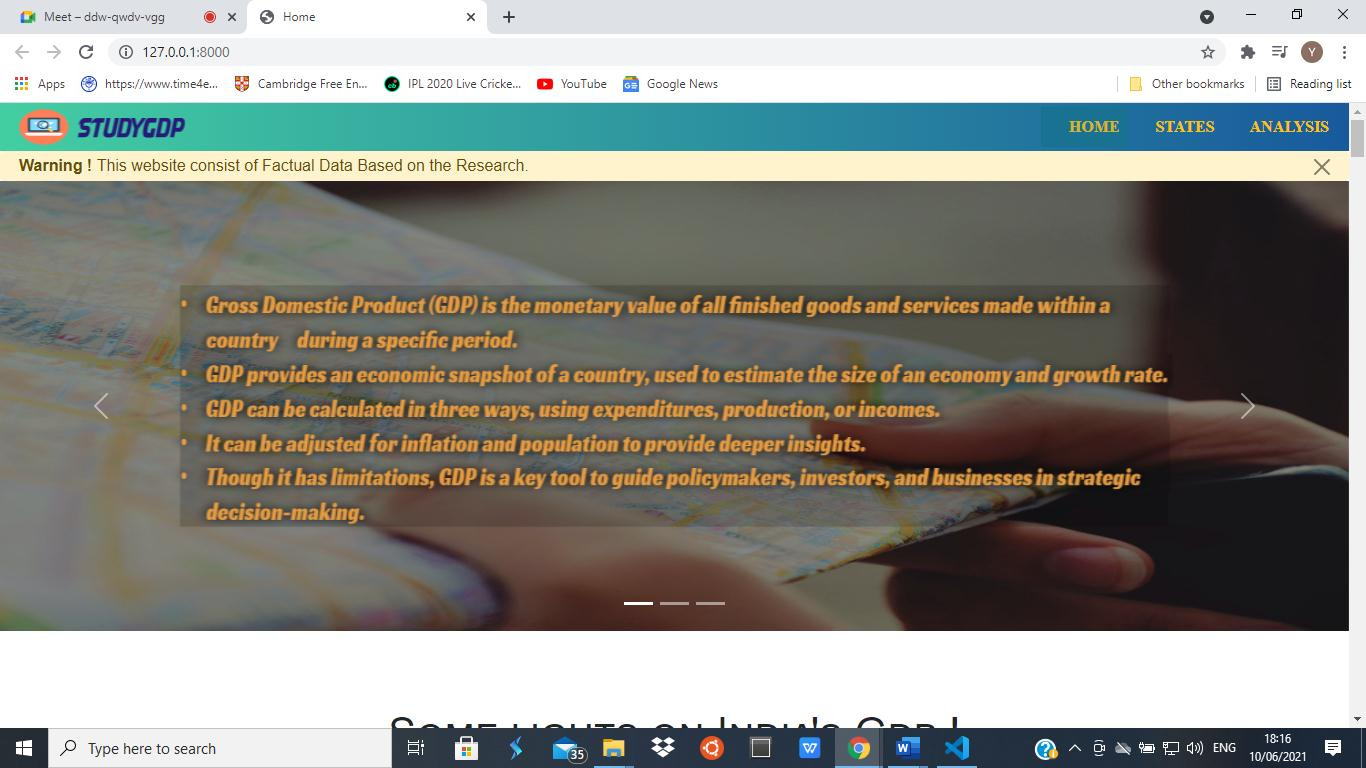 Meet – ddw-qwdv-vgg
Home
127.0.0.1:8000
Y
Apps
https://www.time4e...
Cambridge Free En...
IPL 2020 Live Cricke...
YouTube
Google News
Other bookmarks
Reading list
STUDYGDP
HOME
STATES
ANALYSIS
Warning ! This website consist of Factual Data Based on the Research.
• Gross Domestic Product (GDP) is the monetary value of all finished goods and services made within a
country during a specific period.
• GDP provides an economic snapshot of a country, used to estimate the size of an economy and growth rate.
• GDP can be calculated in three ways, using expenditures, production, or incomes.
• It can be adjusted for inflation and population to provide deeper insights.
• Though it has limitations, GDP is a key tool to guide policymakers, investors, and businesses in strategic
decision-making.
Some lights on India's Gdp !
Type here to search
35
ENG
18:16
10/06/2021